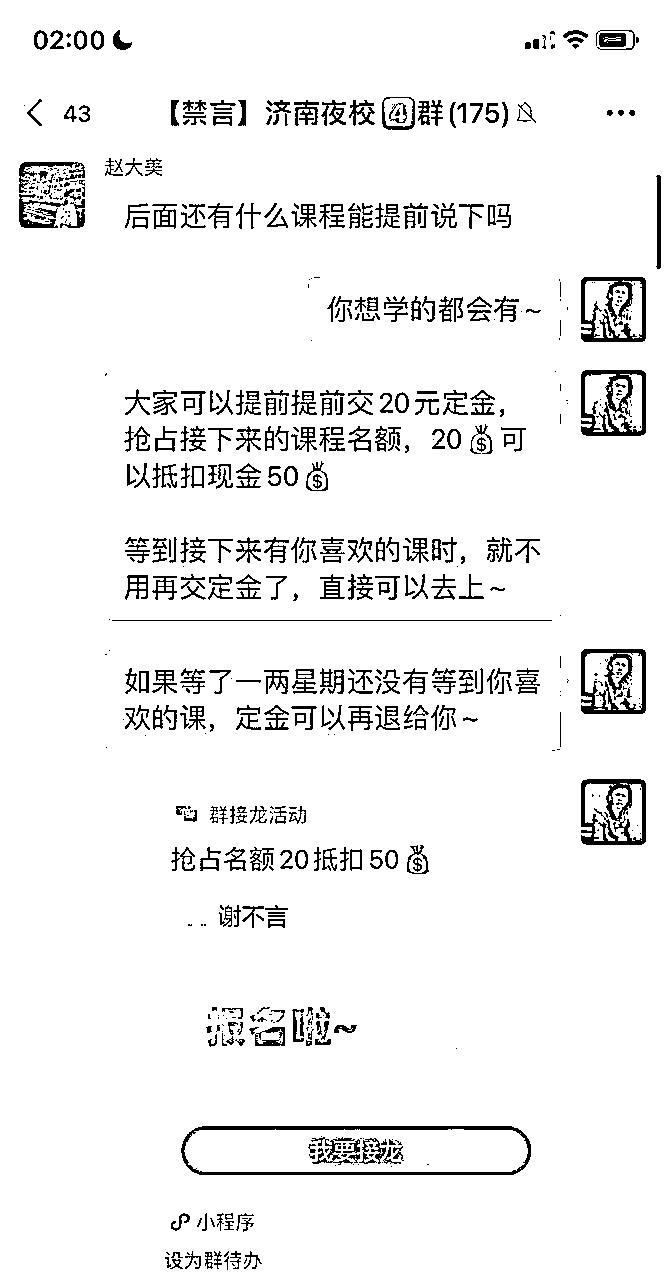 02:00
43
【禁言】济南夜校④群(175)
赵大美
后面还有什么课程能提前说下吗
你想学的都会有~
大家可以提前提前交20元定金，
抢占接下来的课程名额，20💰可
以抵扣现金50💰
等到接下来有你喜欢的课时，就不
用再交定金了，直接可以去上~
如果等了一两星期还没有等到你喜
欢的课，定金可以再退给你~
群接龙活动
抢占名额20抵扣50💰
谢不言
报名啦~
我要接龙
小程序
设为群待办